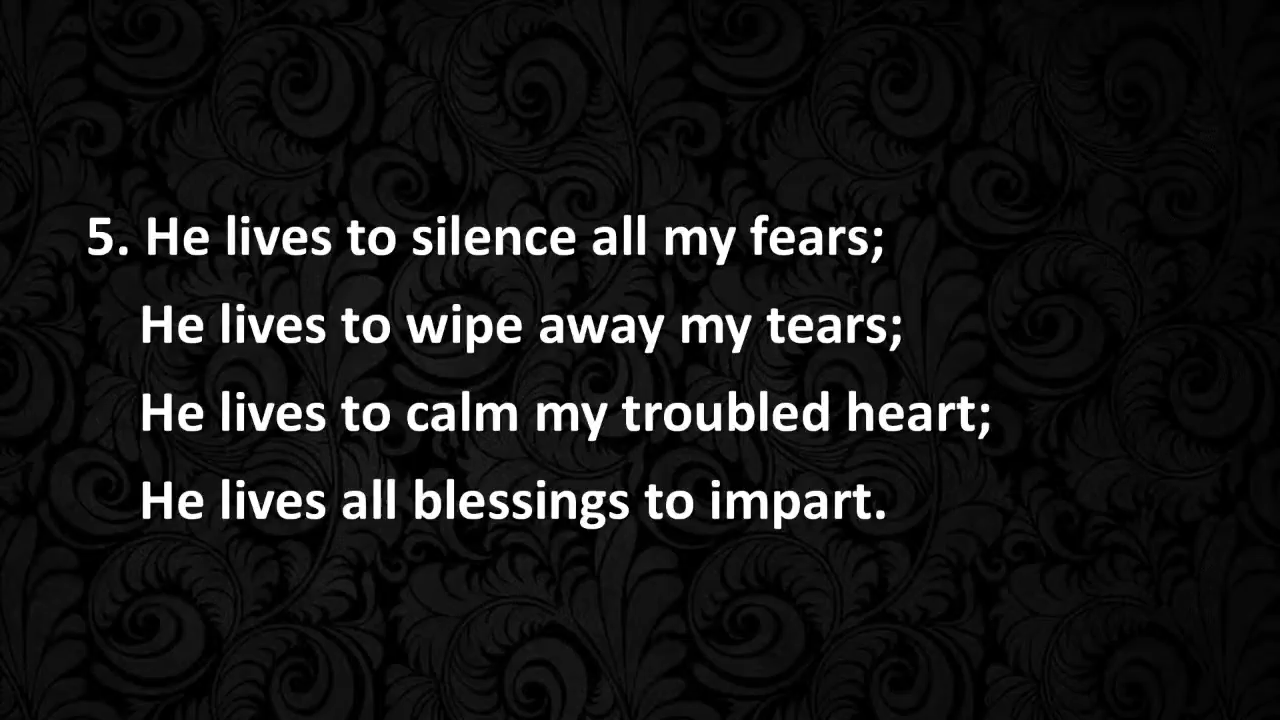 5. He lives to silence all my fears;
He lives to wipe away my tears;
He lives to calm my troubled heart;
He lives all blessings to impart.